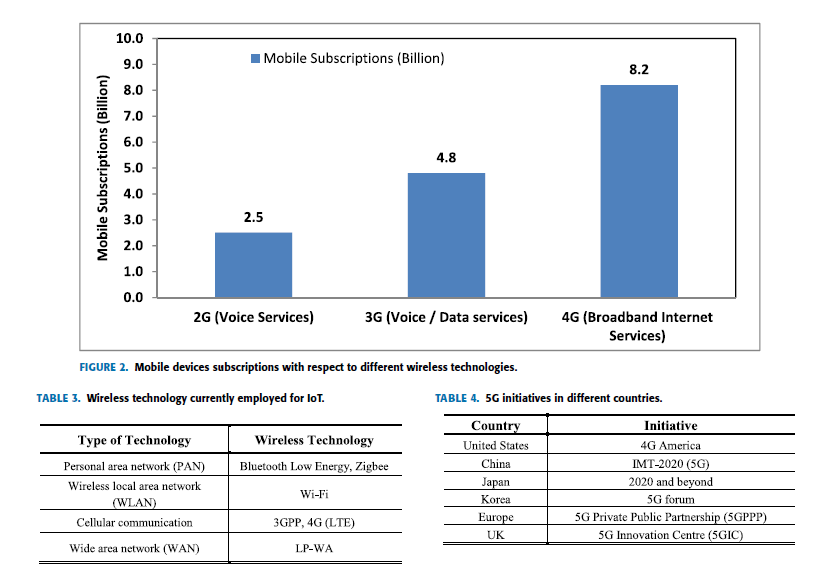 10.0
9.0
8.0
7.0
6.0
5.0
4.0
3.0
2.0
1.0
0.0
Mobile Subscriptions (Billion)
Mobile Subscriptions (Billion)
2.5
4.8
8.2
2G (Voice Services)
3G (Voice / Data services)
4G (Broadband Internet
Services)
FIGURE 2. Mobile devices subscriptions with respect to different wireless technologies.
TABLE 3. Wireless technology currently employed for IoT.
Type of Technology Wireless Technology
Personal area network (PAN) Bluetooth Low Energy, Zigbee
Wireless local area network
(WLAN) Wi-Fi
Cellular communication 3GPP, 4G (LTE)
Wide area network (WAN) LP-WA
TABLE 4. 5G initiatives in different countries.
Country Initiative
United States 4G America
China IMT-2020 (5G)
Japan 2020 and beyond
Korea 5G forum
Europe 5G Private Public Partnership (5GPPP)
UK 5G Innovation Centre (5GIC)